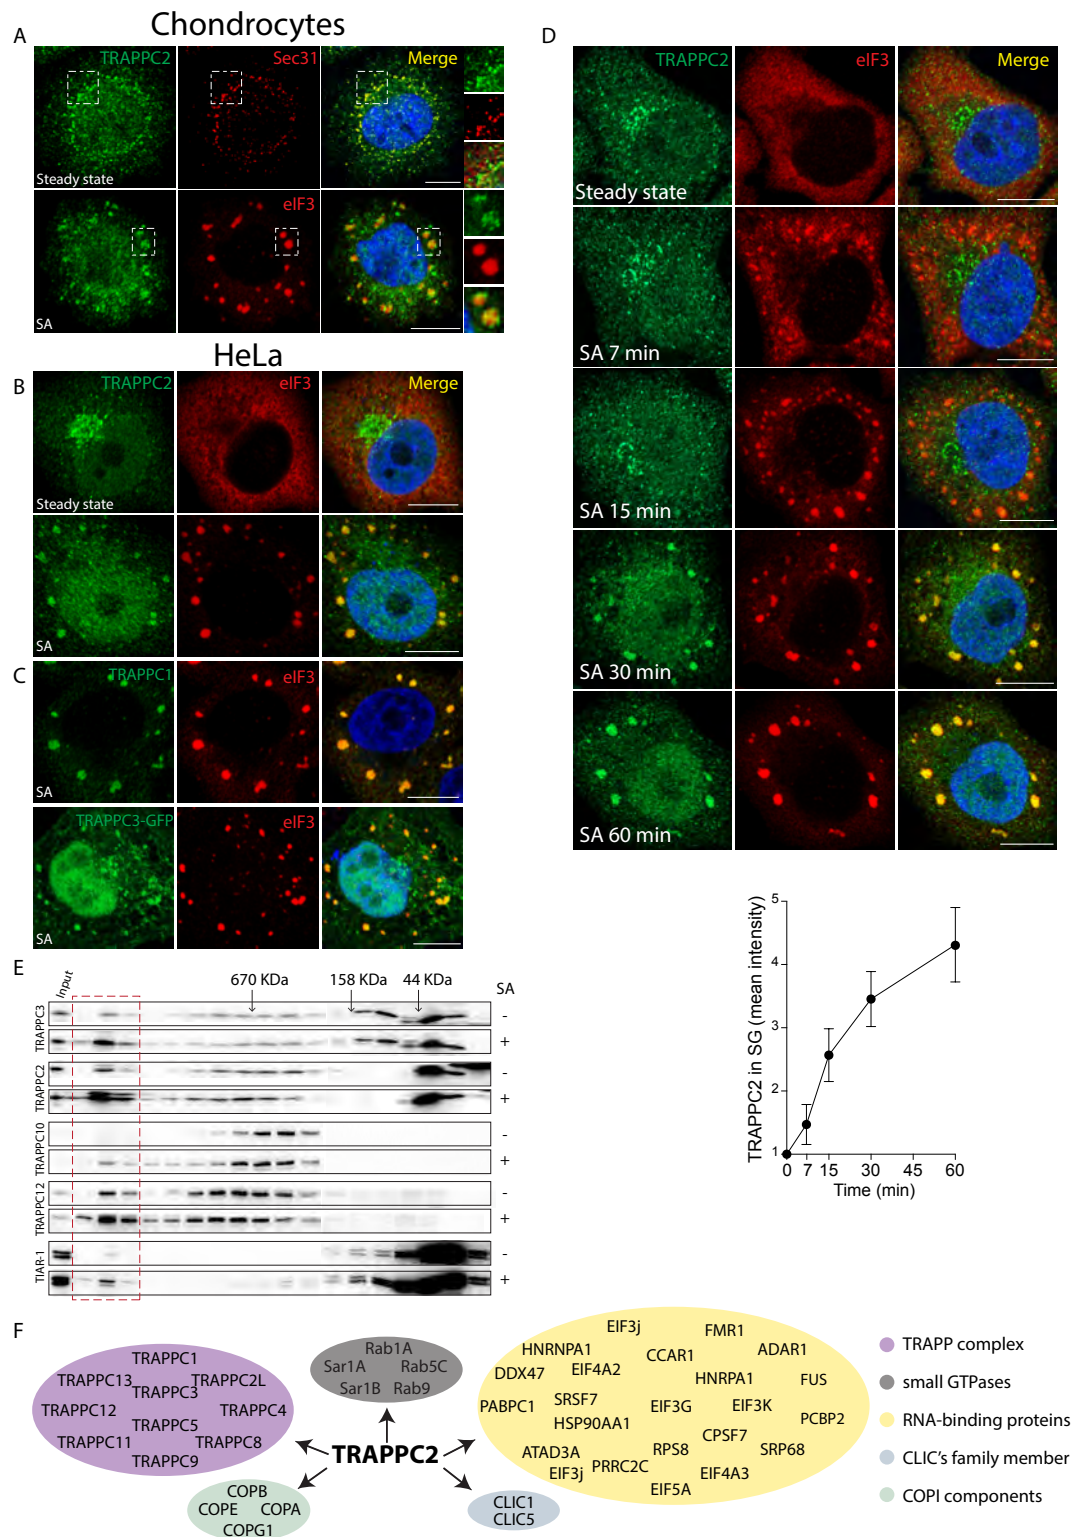 Chondrocytes
A
TRAPPC2
Sec31
Merge
Steady state
eIF3
SA
HeLa
B
TRAPPC2
eIF3
Merge
Steady state
SA
C
TRAPPC1
eIF3
SA
TRAPPC3-GFP
eIF3
SA
D
TRAPPC2
eIF3
Merge
Steady state
SA 7 min
SA 15 min
SA 30 min
SA 60 min
TRAPPC2 in SG (mean intensity)
5
4
3
2
1
0 7 15 30 45 60
Time (min)
E
Input
670 KDa
158 KDa
44 KDa
SA
TRAPPC3
-
+
TRAPPC2
-
+
TRAPPC10
-
+
TRAPPC12
-
+
TIAR-1
-
+
F
TRAPPC1
TRAPPC13
TRAPPC2L
TRAPPC3
TRAPPC12
TRAPPC4
TRAPPC5
TRAPPC11
TRAPPC8
TRAPPC9
Rab1A
Sar1A
Rab5C
Sar1B
Rab9
TRAPPC2
COPB
COPE
COPA
COPG1
CLIC1
CLIC5
EIF3j
FMR1
HNRNPA1
CCAR1
ADAR1
DDX47
EIF4A2
HNRPA1
FUS
PABPC1
SRSF7
EIF3G
EIF3K
HSP90AA1
PCBP2
CPSF7
ATAD3A
RPS8
SRP68
EIF3j
PRRC2C
EIF4A3
EIF5A
TRAPP complex
small GTPases
RNA-binding proteins
CLIC's family member
COPI components